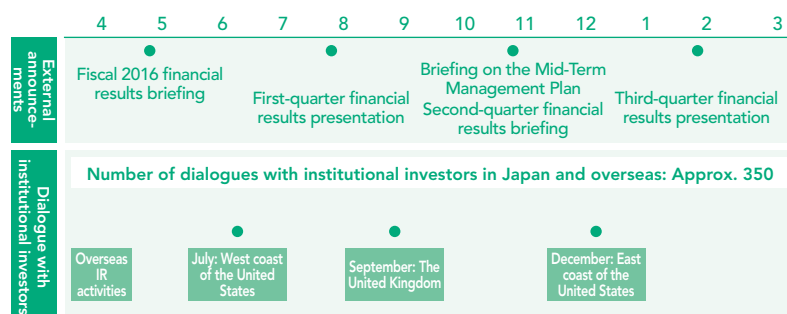 4 5 6 7 8 9 10 11 12 1 2 3
External
announce-
ments
Fiscal 2016 financial
results briefing
First-quarter financial
results presentation
Briefing on the Mid-Term
Management Plan
Second-quarter financial
results briefing
Third-quarter financial
results presentation
Dialogue with
institutional investors
Number of dialogues with institutional investors in Japan and overseas: Approx. 350
Overseas
IR
activities
July: West coast
of the United
States
September: The
United Kingdom
December: East
coast of the
United States